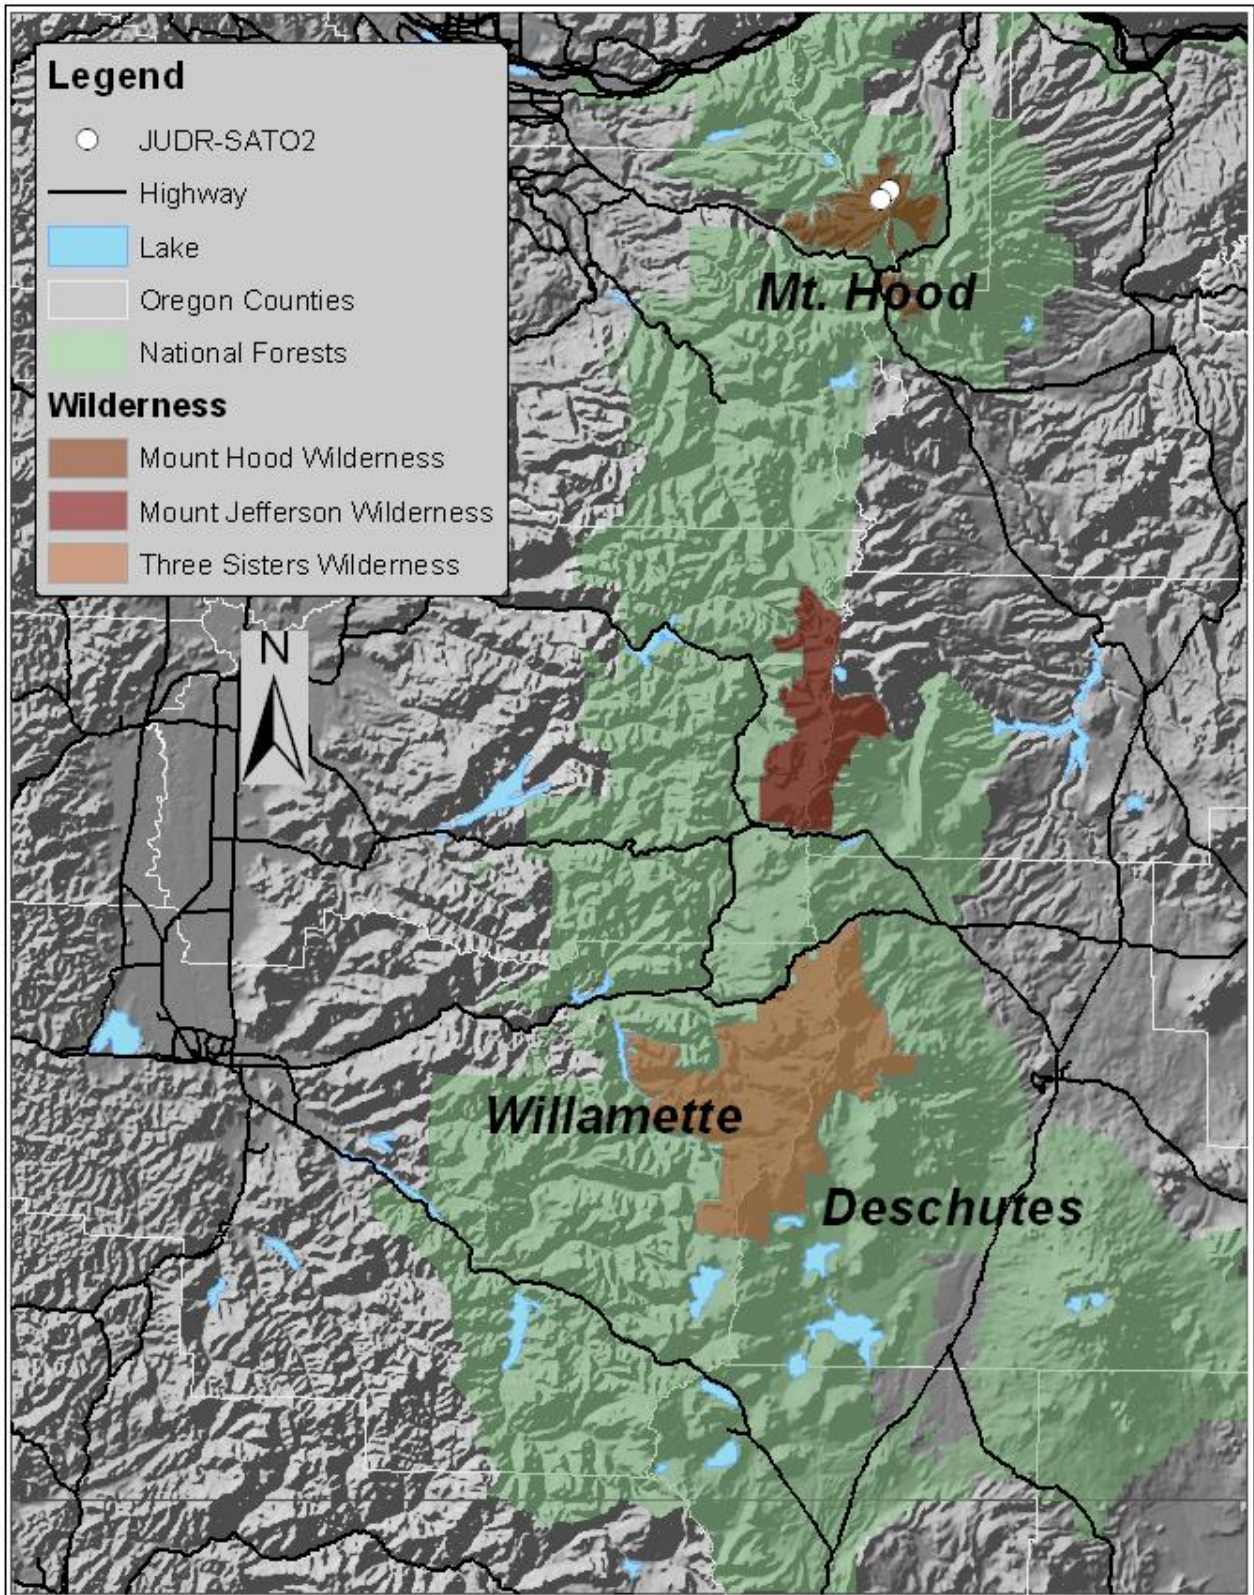 Legend
JUDR-SATO2
Highway
Lake
Oregon Counties
National Forests
Wilderness
Mount Hood Wilderness
Mount Jefferson Wilderness
Three Sisters Wilderness
N
Mt. Hood
Willamette
Deschutes